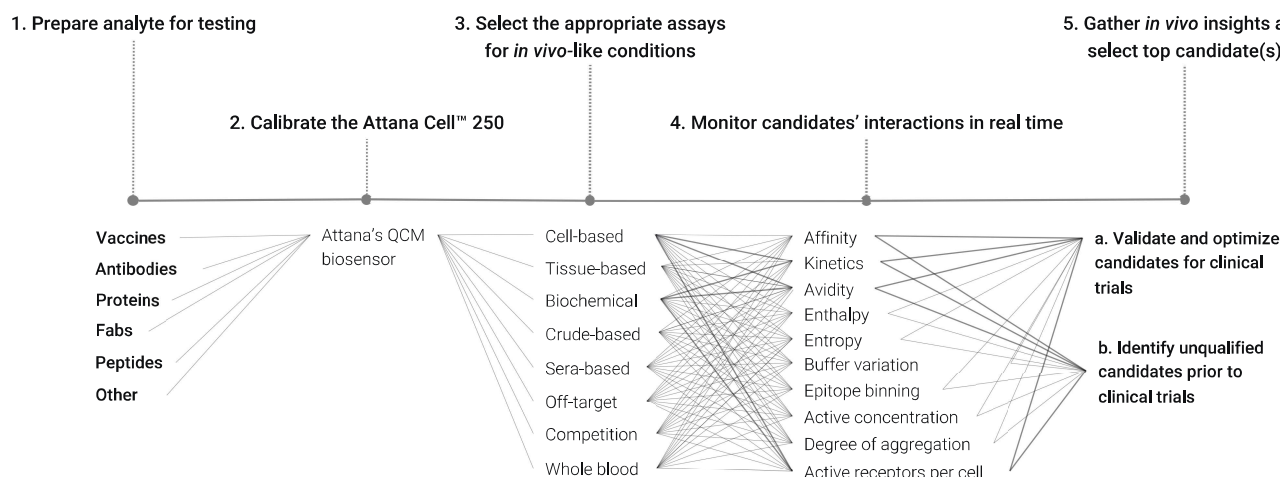 1. Prepare analyte for testing
3. Select the appropriate assays
for in vivo-like conditions
5. Gather in vivo insights a
select top candidate(s)
2. Calibrate the Attana Cell™ 250
4. Monitor candidates' interactions in real time
Vaccines
Antibodies
Proteins
Fabs
Peptides
Other
Attana's QCM
biosensor
Cell-based
Tissue-based
Biochemical
Crude-based
Sera-based
Off-target
Competition
Whole blood
Affinity
Kinetics
Avidity
Enthalpy
Entropy
Buffer variation
Epitope binning
Active concentration
Degree of aggregation
Active receptors per cell
a. Validate and optimize
candidates for clinical
trials
b. Identify unqualified
candidates prior to
clinical trials